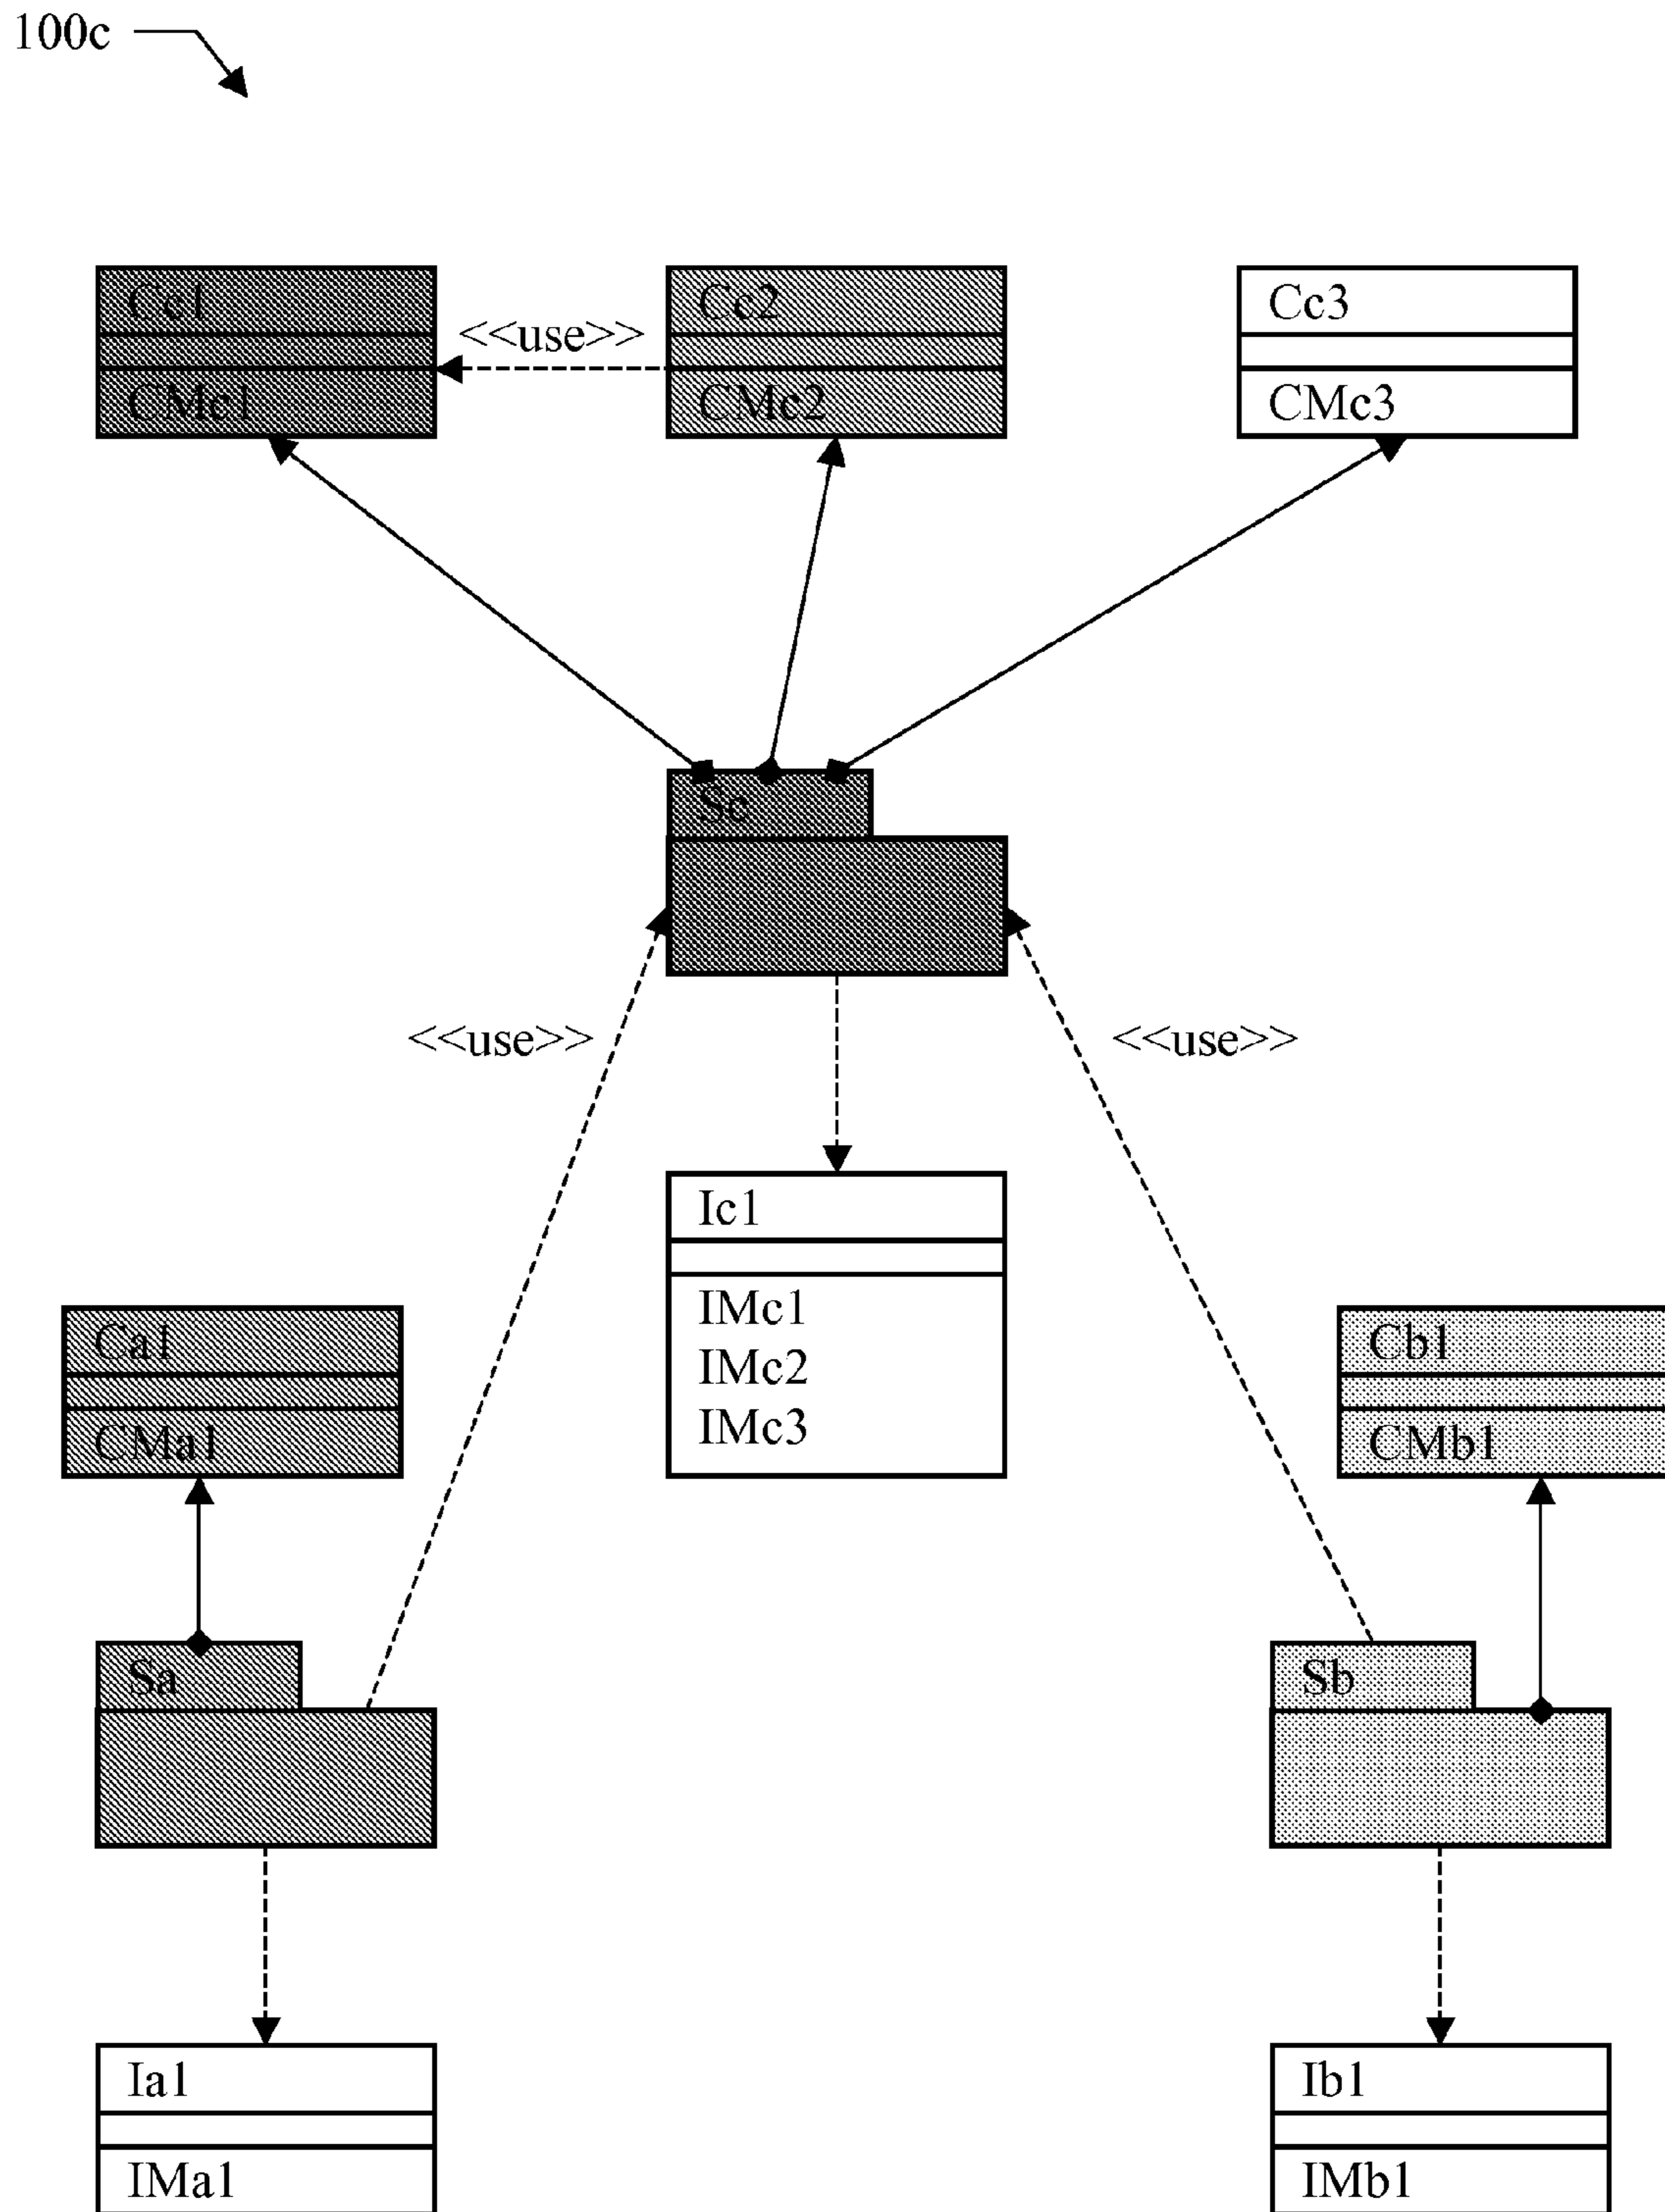 100c
Cc1
CMc1
<<use>>
Cc2
CMc2
Cc3
CMc3
Sc
<<use>>
<<use>>
Ic1
IMc1
IMc2
IMc3
Ca1
CMa1
Cb1
CMb1
Sa
Sb
Ia1
IMa1
Ib1
IMb1